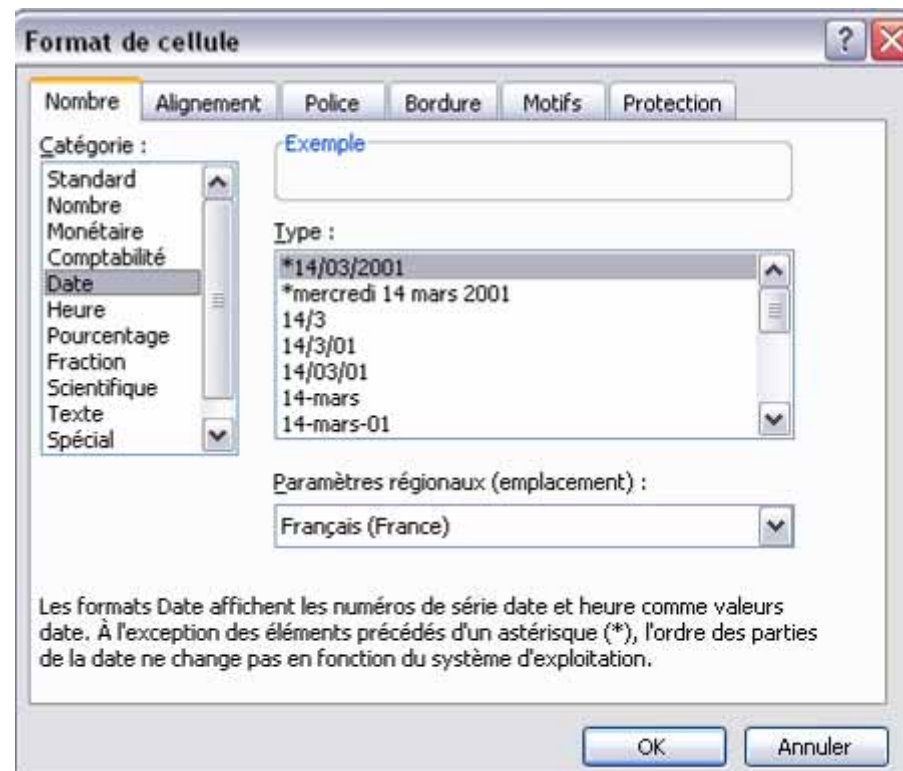 Format de cellule
?
Nombre Alignement Police Bordure Motifs Protection
Catégorie :
Standard
Nombre
Monétaire
Comptabilité
Date
Heure
Pourcentage
Fraction
Scientifique
Texte
Spécial
Exemple
Type :
*14/03/2001
*mercredi 14 mars 2001
14/3
14/3/01
14/03/01
14-mars
14-mars-01
Paramètres régionaux (emplacement) :
Français (France)
Les formats Date affichent les numéros de série date et heure comme valeurs
date. À l'exception des éléments précédés d'un astérisque (*), l'ordre des parties
de la date ne change pas en fonction du système d'exploitation.
OK Annuler